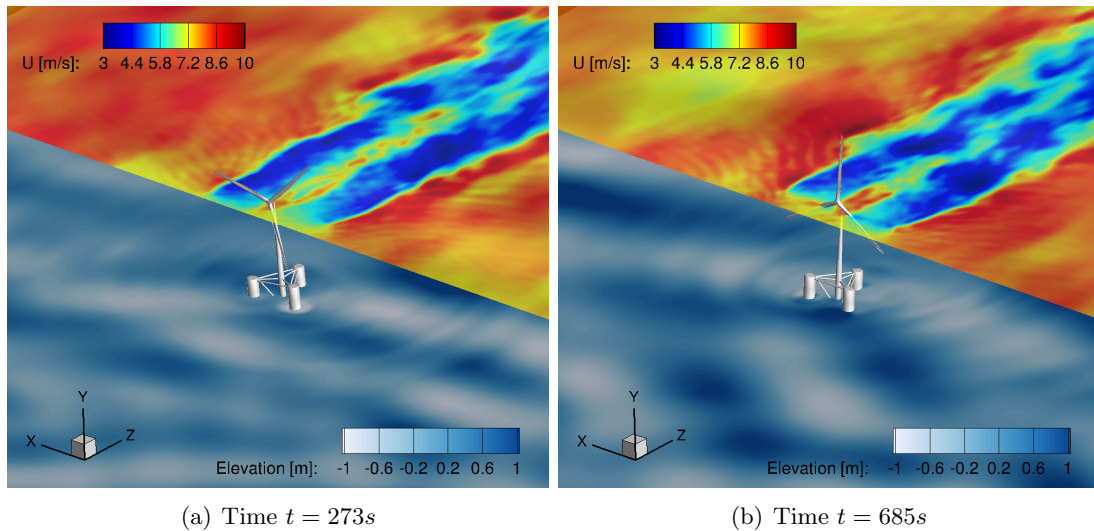 U [m/s]: 3 4.4 5.8 7.2 8.6 10
Y
X
Z
Elevation [m]: -1 -0.6 -0.2 0.2 0.6 1
(a) Time t = 273s
U [m/s]: 3 4.4 5.8 7.2 8.6 10
Y
X
Z
Elevation [m]: -1 -0.6 -0.2 0.2 0.6 1
(b) Time t = 685s